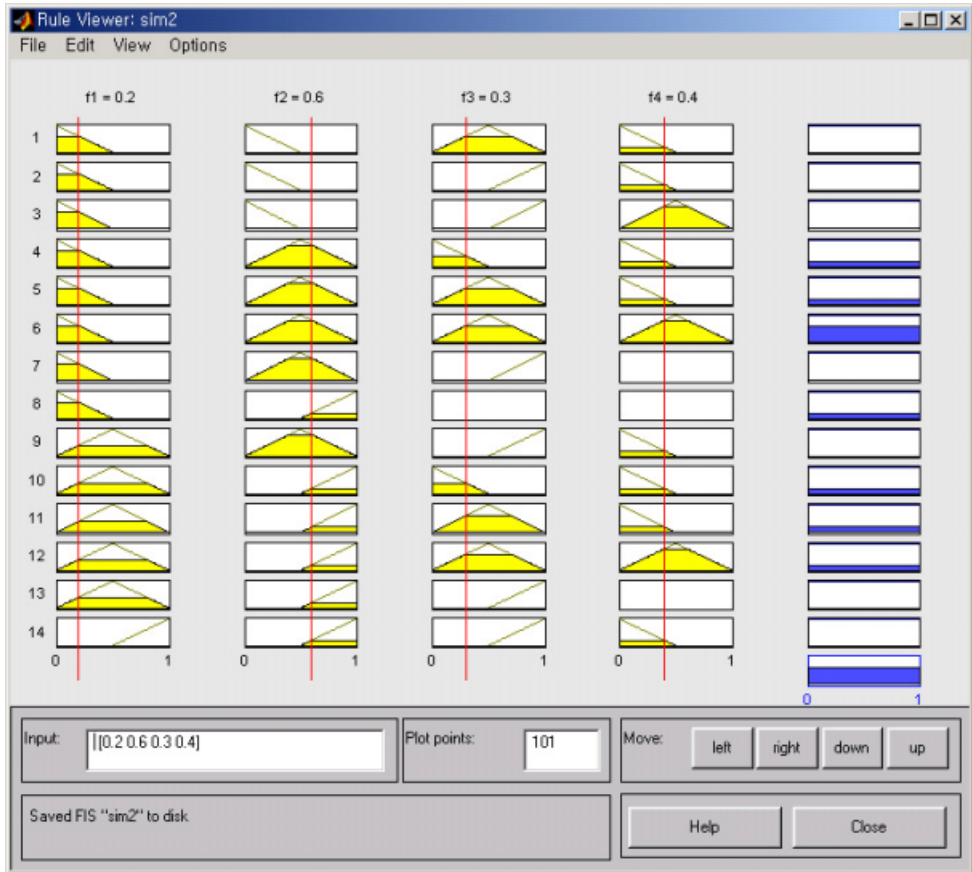 Rule Viewer: sim2
File Edit View Options
f1 = 0.2 f2 = 0.6 f3 = 0.3 f4 = 0.4
1
2
3
4
5
6
7
8
9
10
11
12
13
14
0 1 0 1 0 1 0 1
0 1
Input: [0.2 0.6 0.3 0.4] Plot points: 101 Move: left right down up
Saved FIS "sim2" to disk
Help Close